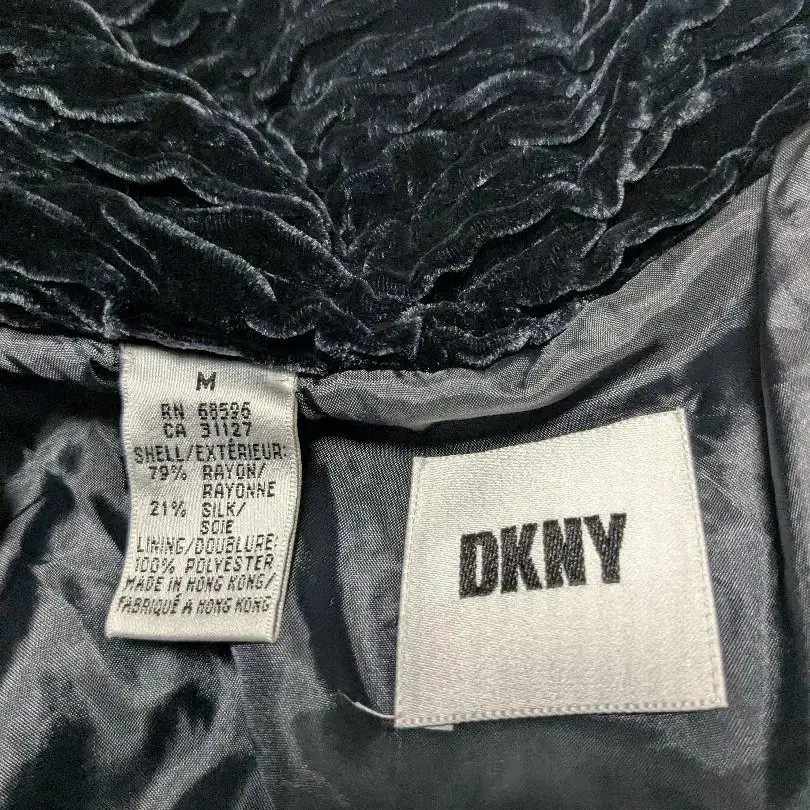 M
RN 68596
CA 31127
SHELL/EXTÉRIEUR:
79% RAYON/
RAYONNE
21% SILK/
SOIE
LINING/DOUBLURE:
100% POLYESTER
MADE IN HONG KONG/
FABRIQUÉ A HONG KONG
DKNY